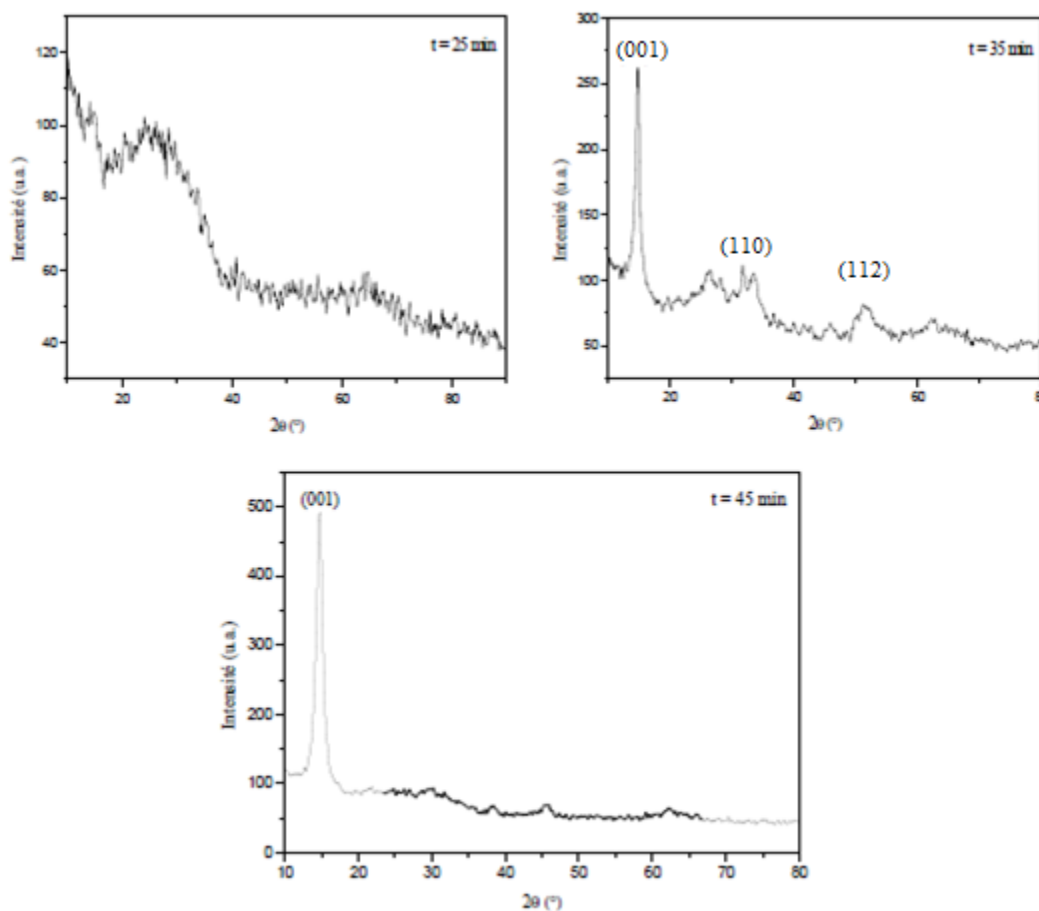 t = 25 min
120
100
80
60
40
Intensité (u.a.)
20 40 60 80
2θ (°)
t = 35 min
(001)
(110)
(112)
300
250
200
150
100
50
Intensité (u.a.)
20 40 60 80
2θ (°)
t = 45 min
(001)
500
400
300
200
100
0
Intensité (u.a.)
10 20 30 40 50 60 70 80
2θ (°)